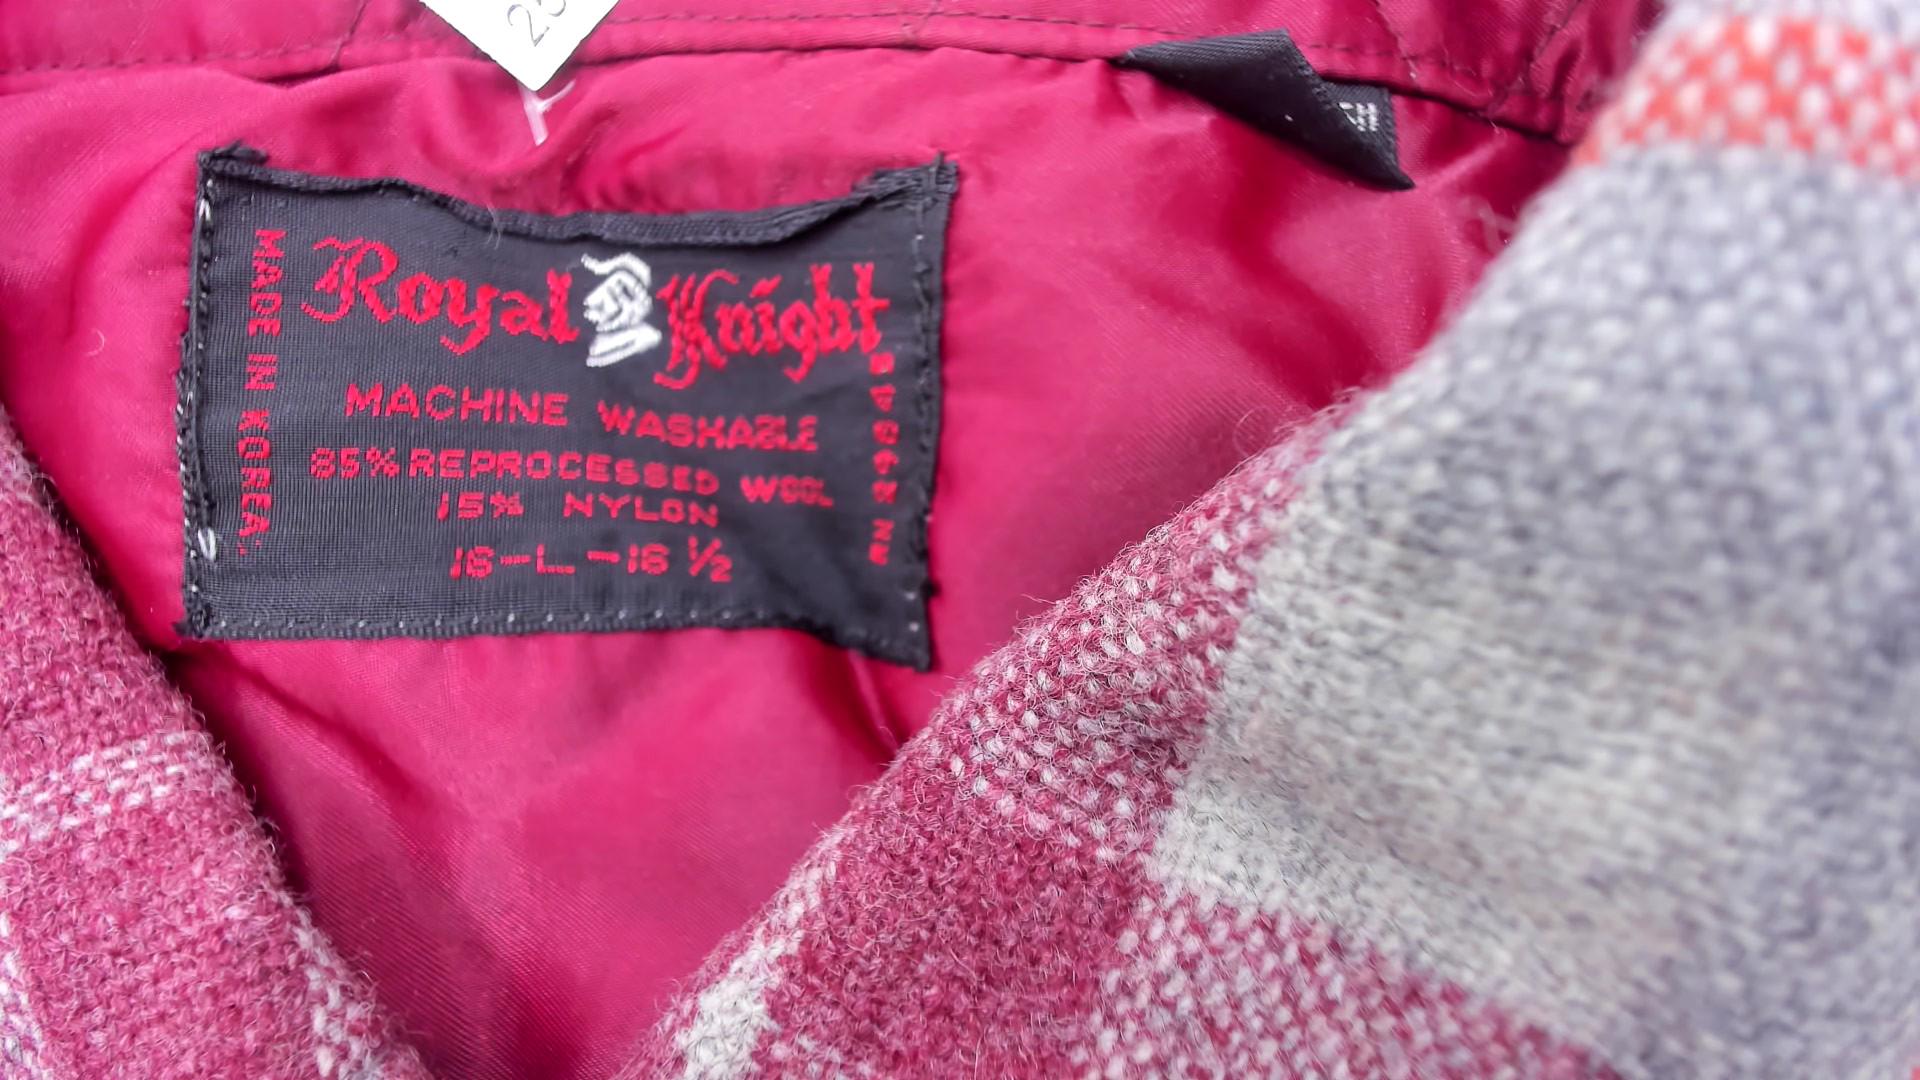 Royal Knight
MACHINE WASHABLE
85% REPROCESSED WOOL
15% NYLON
16-L-16 ½
MADE IN KOREA.